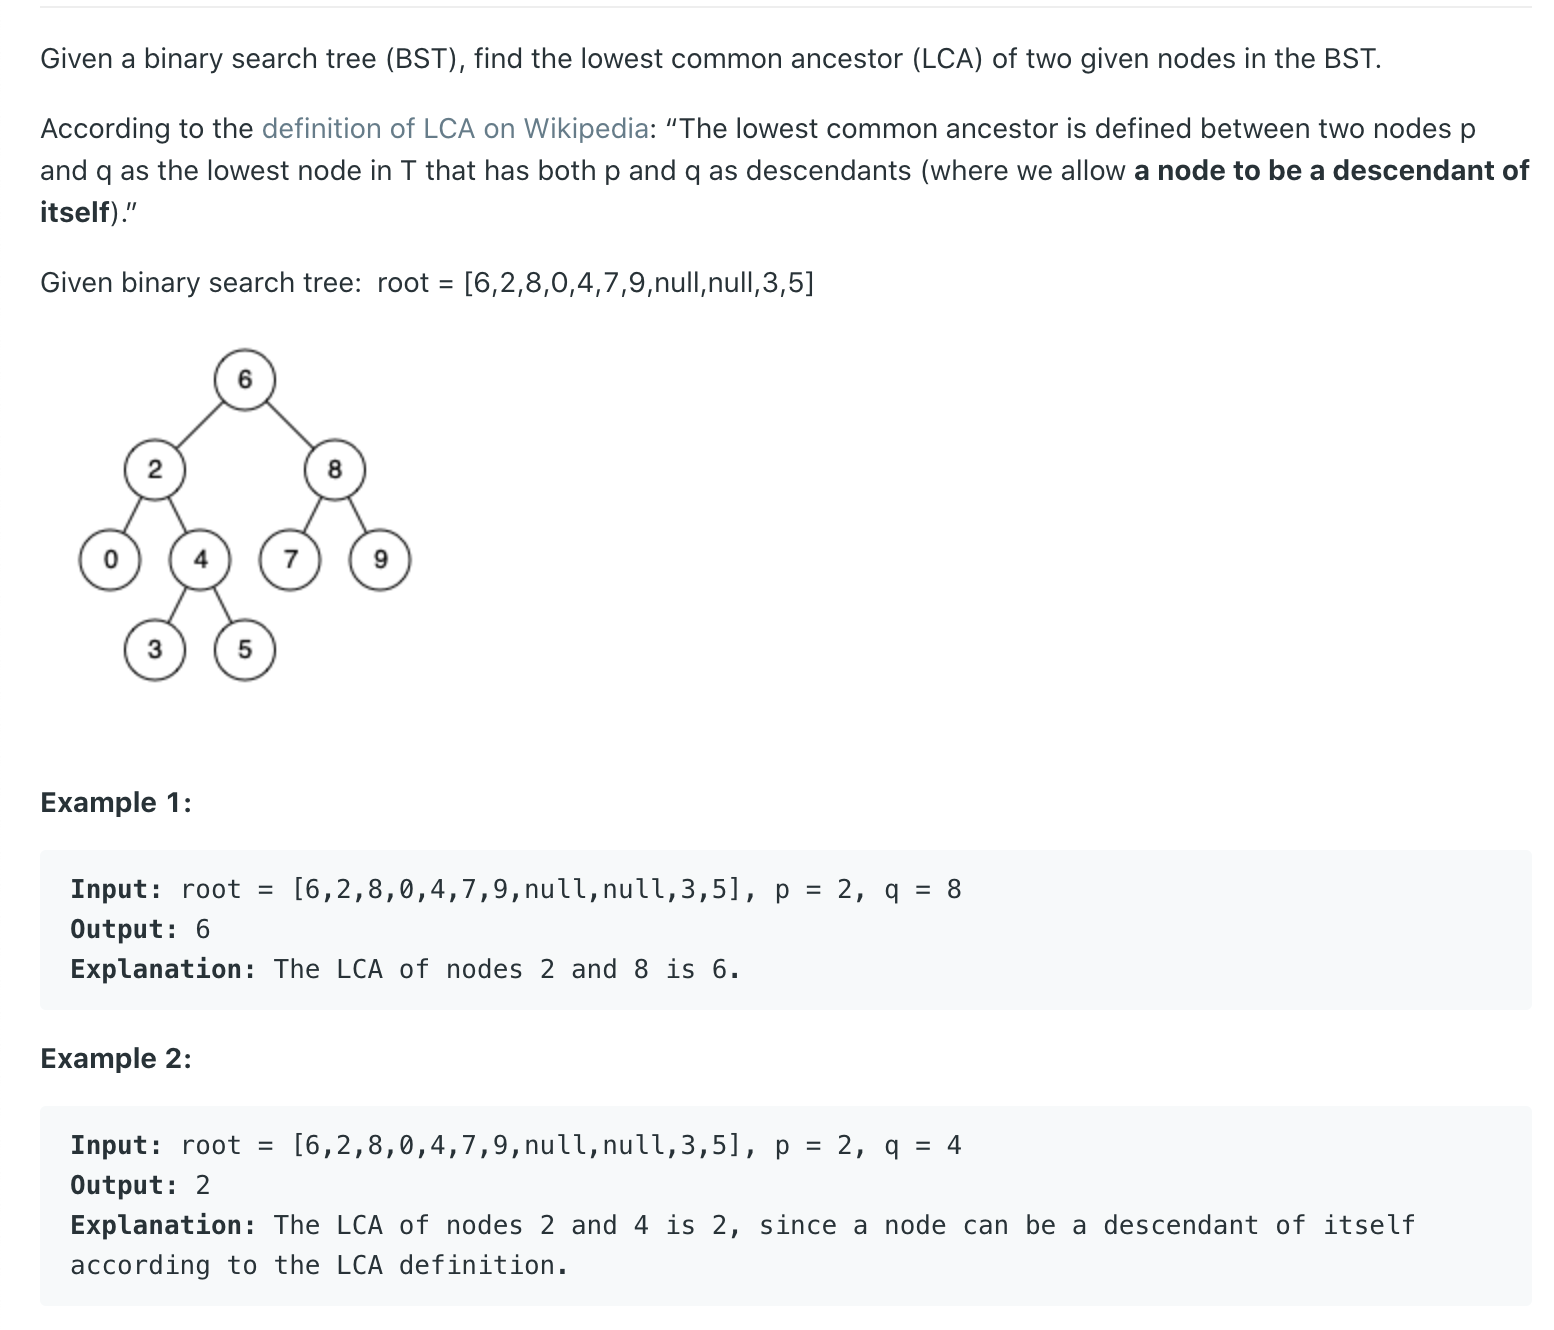 Given a binary search tree (BST), find the lowest common ancestor (LCA) of two given nodes in the BST.
According to the definition of LCA on Wikipedia: “The lowest common ancestor is defined between two nodes p
and q as the lowest node in T that has both p and q as descendants (where we allow a node to be a descendant of
itself).”
Given binary search tree:  root = [6,2,8,0,4,7,9,null,null,3,5]
6
2 8
0 4 7 9
3 5
Example 1:
Input: root = [6,2,8,0,4,7,9,null,null,3,5], p = 2, q = 8
Output: 6
Explanation: The LCA of nodes 2 and 8 is 6.
Example 2:
Input: root = [6,2,8,0,4,7,9,null,null,3,5], p = 2, q = 4
Output: 2
Explanation: The LCA of nodes 2 and 4 is 2, since a node can be a descendant of itself
according to the LCA definition.